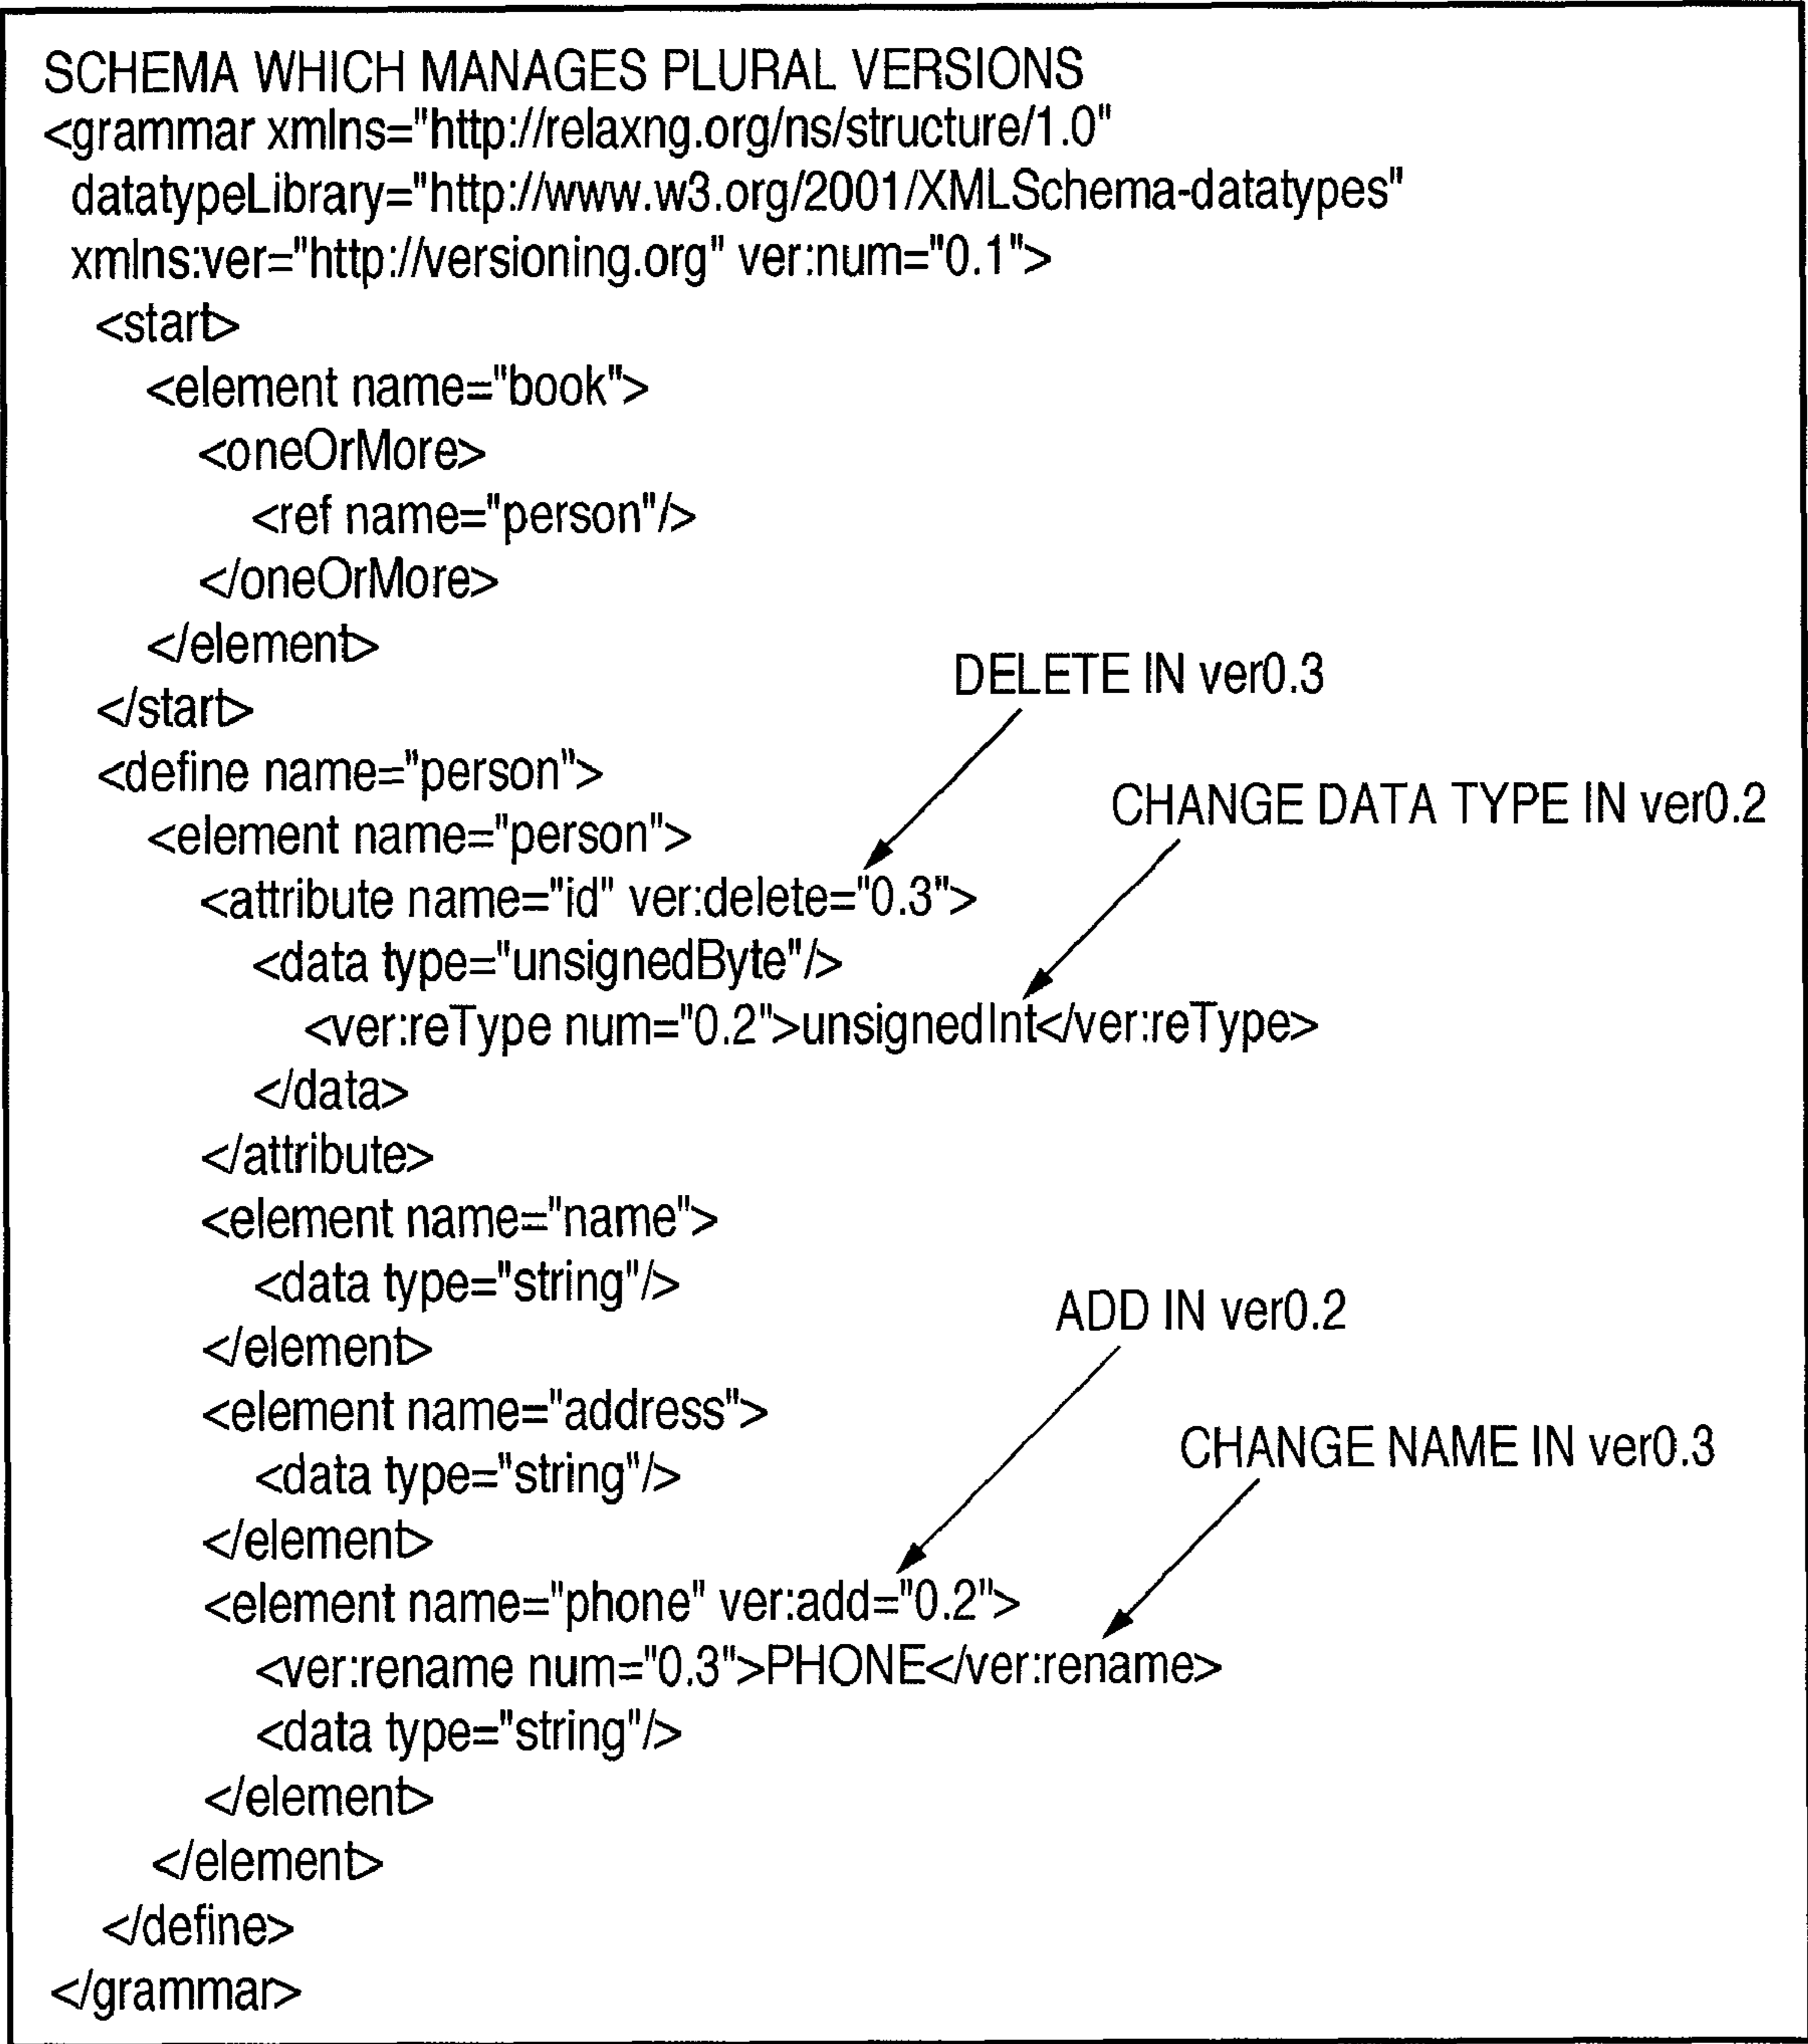 SCHEMA WHICH MANAGES PLURAL VERSIONS
<grammar xmlns="http://relaxng.org/ns/structure/1.0"
datatypeLibrary="http://www.w3.org/2001/XMLSchema-datatypes"
xmlns:ver="http://versioning.org" ver:num="0.1">
<start>
<element name="book">
<oneOrMore>
<ref name="person"/>
</oneOrMore>
</element>
DELETE IN ver0.3
</start>
<define name="person">
CHANGE DATA TYPE IN ver0.2
<element name="person">
<attribute name="id" ver:delete="0.3">
<data type="unsignedByte"/>
<ver:reType num="0.2">unsignedInt</ver:reType>
</data>
</attribute>
<element name="name">
<data type="string"/>
ADD IN ver0.2
</element>
<element name="address">
CHANGE NAME IN ver0.3
<data type="string"/>
</element>
<element name="phone" ver:add="0.2">
<ver:rename num="0.3">PHONE</ver:rename>
<data type="string"/>
</element>
</element>
</define>
</grammar>